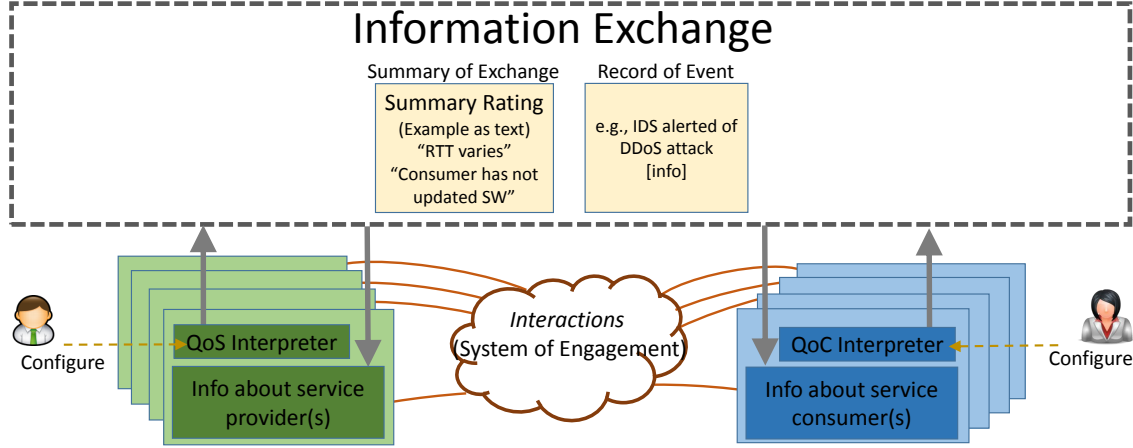 Information Exchange
Summary of Exchange
Record of Event
Summary Rating
(Example as text)
“RTT varies”
“Consumer has not
updated SW”
e.g., IDS alerted of
DDoS attack
[info]
Configure
QoS Interpreter
Info about service
provider(s)
Interactions
(System of Engagement)
QoC Interpreter
Info about service
consumer(s)
Configure